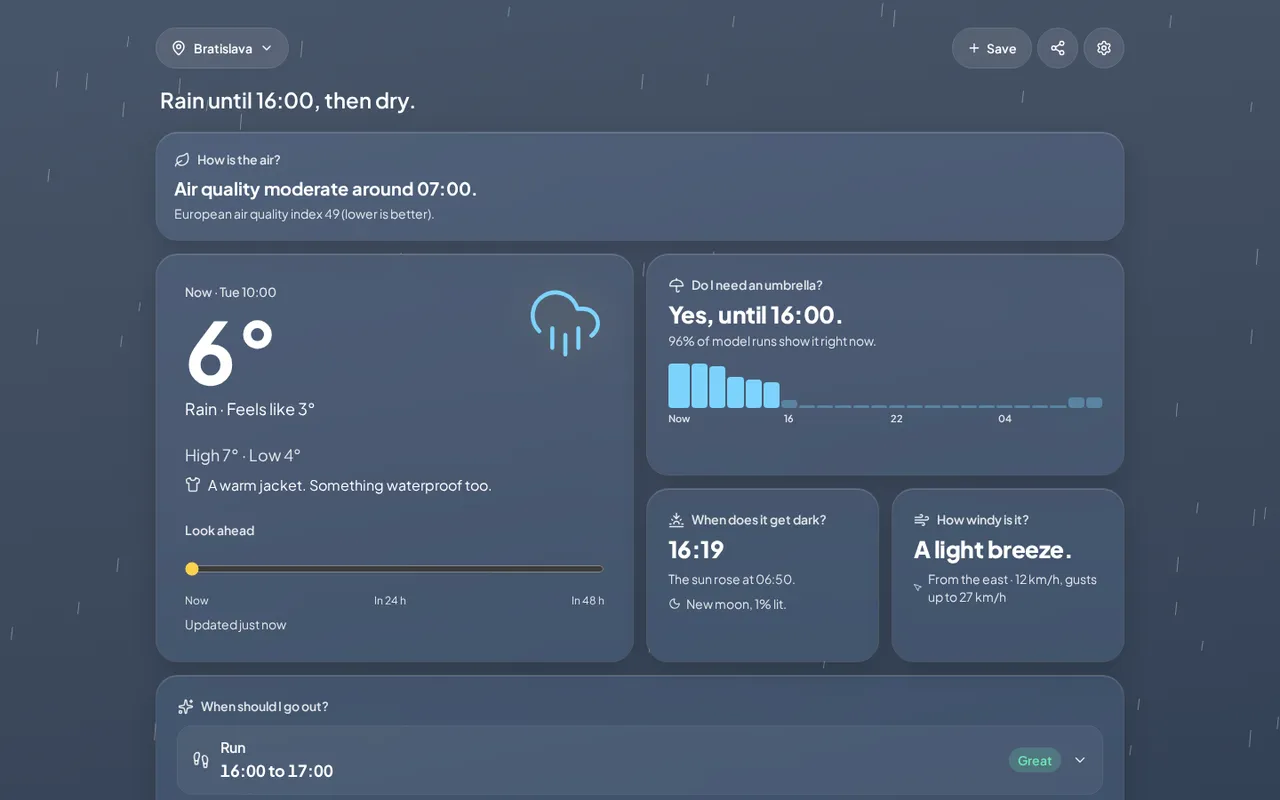 Bratislava
Save
Rain until 16:00, then dry.
How is the air?
Air quality moderate around 07:00.
European air quality index 49 (lower is better).
Now · Tue 10:00
6°
Rain · Feels like 3°
High 7° · Low 4°
A warm jacket. Something waterproof too.
Look ahead
Now In 24 h In 48 h
Updated just now
Do I need an umbrella?
Yes, until 16:00.
96% of model runs show it right now.
Now 16 22 04
When does it get dark?
16:19
The sun rose at 06:50.
New moon, 1% lit.
How windy is it?
A light breeze.
From the east · 12 km/h, gusts
up to 27 km/h
When should I go out?
Run
16:00 to 17:00
Great